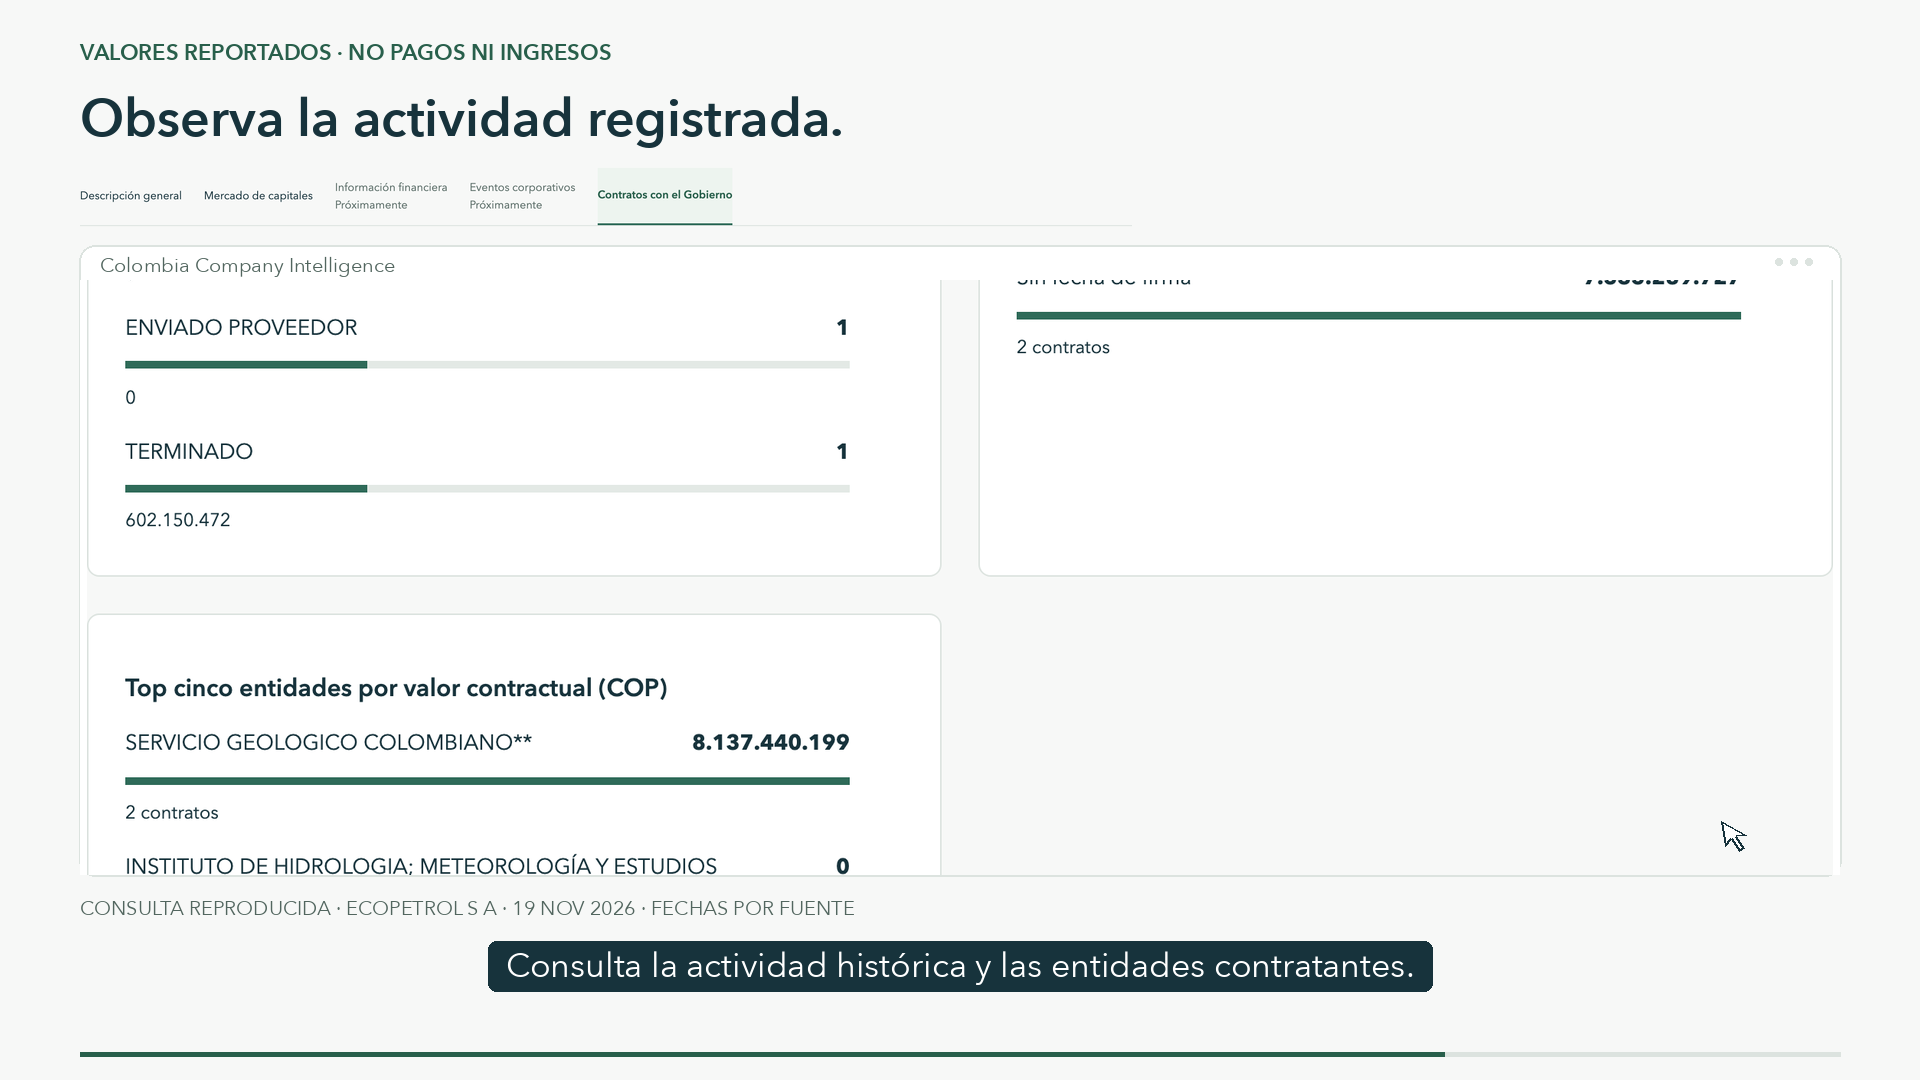 VALORES REPORTADOS · NO PAGOS NI INGRESOS
Observa la actividad registrada.
Descripción general
Mercado de capitales
Información financiera
Próximamente
Eventos corporativos
Próximamente
Contratos con el Gobierno
Colombia Company Intelligence
ENVIADO PROVEEDOR 1
0
TERMINADO 1
602.150.472
Sin fecha de firma
2 contratos
Top cinco entidades por valor contractual (COP)
SERVICIO GEOLOGICO COLOMBIANO** 8.137.440.199
2 contratos
INSTITUTO DE HIDROLOGIA; METEOROLOGÍA Y ESTUDIOS 0
CONSULTA REPRODUCIDA · ECOPETROL S A · 19 NOV 2026 · FECHAS POR FUENTE
Consulta la actividad histórica y las entidades contratantes.